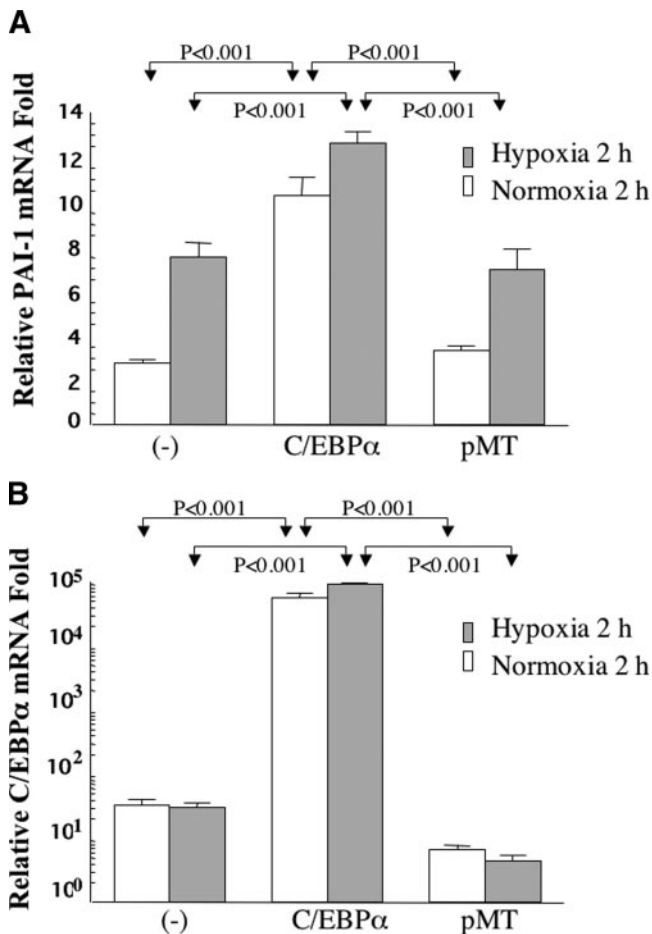 A
P<0.001 P<0.001
P<0.001 P<0.001
Relative PAI-1 mRNA Fold
14
12
10
8
6
4
2
0
Hypoxia 2 h
Normoxia 2 h
(-) C/EBPα pMT
B
P<0.001 P<0.001
P<0.001 P<0.001
Relative C/EBPα mRNA Fold
10⁵
10⁴
10³
10²
10¹
10⁰
Hypoxia 2 h
Normoxia 2 h
(-) C/EBPα pMT